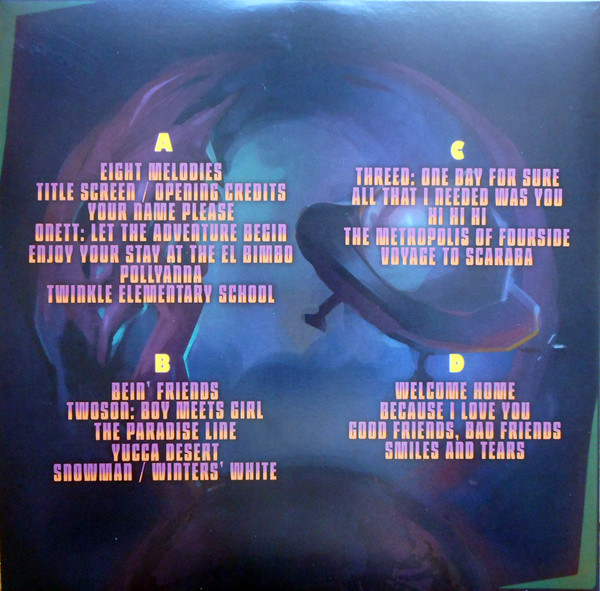 A
EIGHT MELODIES
TITLE SCREEN / OPENING CREDITS
YOUR NAME PLEASE
ONETT: LET THE ADVENTURE BEGIN
ENJOY YOUR STAY AT THE EL BIMBO
POLLYANNA
TWINKLE ELEMENTARY SCHOOL
B
BEIN' FRIENDS
TWOSON: BOY MEETS GIRL
THE PARADISE LINE
YUCCA DESERT
SNOWMAN / WINTERS' WHITE
C
THREED: ONE DAY FOR SURE
ALL THAT I NEEDED WAS YOU
HI HI HI
THE METROPOLIS OF FOURSIDE
VOYAGE TO SCARABA
D
WELCOME HOME
BECAUSE I LOVE YOU
GOOD FRIENDS, BAD FRIENDS
SMILES AND TEARS